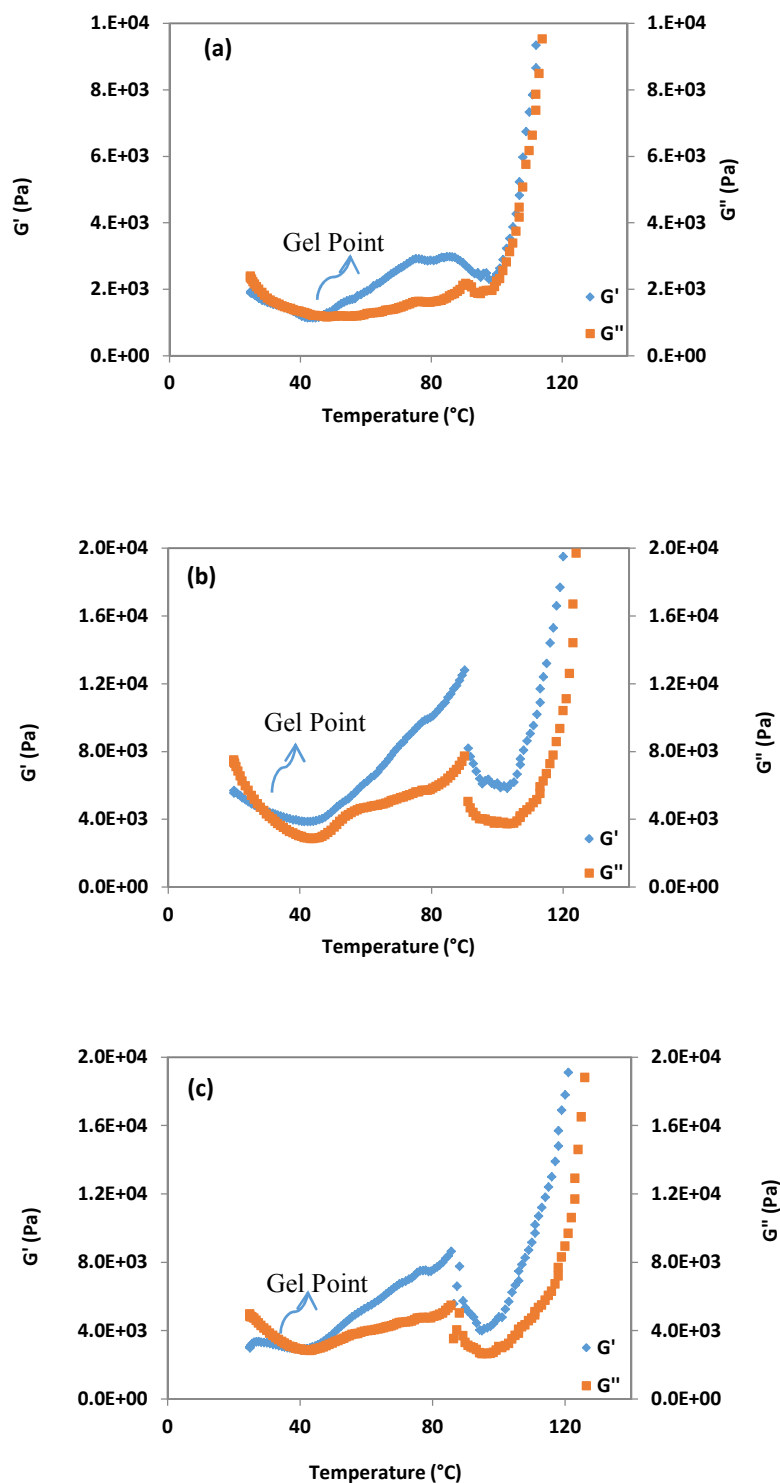 (a)
1.E+04
8.E+03
6.E+03
4.E+03
2.E+03
0.E+00
G' (Pa)
Gel Point
1.E+04
8.E+03
6.E+03
4.E+03
2.E+03
0.E+00
G" (Pa)
G'
G"
0 40 80 120
Temperature (°C)
(b)
2.0E+04
1.6E+04
1.2E+04
8.0E+03
4.0E+03
0.0E+00
G' (Pa)
Gel Point
2.0E+04
1.6E+04
1.2E+04
8.0E+03
4.0E+03
0.0E+00
G" (Pa)
G'
G"
0 40 80 120
Temperature (°C)
(c)
2.0E+04
1.6E+04
1.2E+04
8.0E+03
4.0E+03
0.0E+00
G' (Pa)
Gel Point
2.0E+04
1.6E+04
1.2E+04
8.0E+03
4.0E+03
0.0E+00
G" (Pa)
G'
G"
0 40 80 120
Temperature (°C)